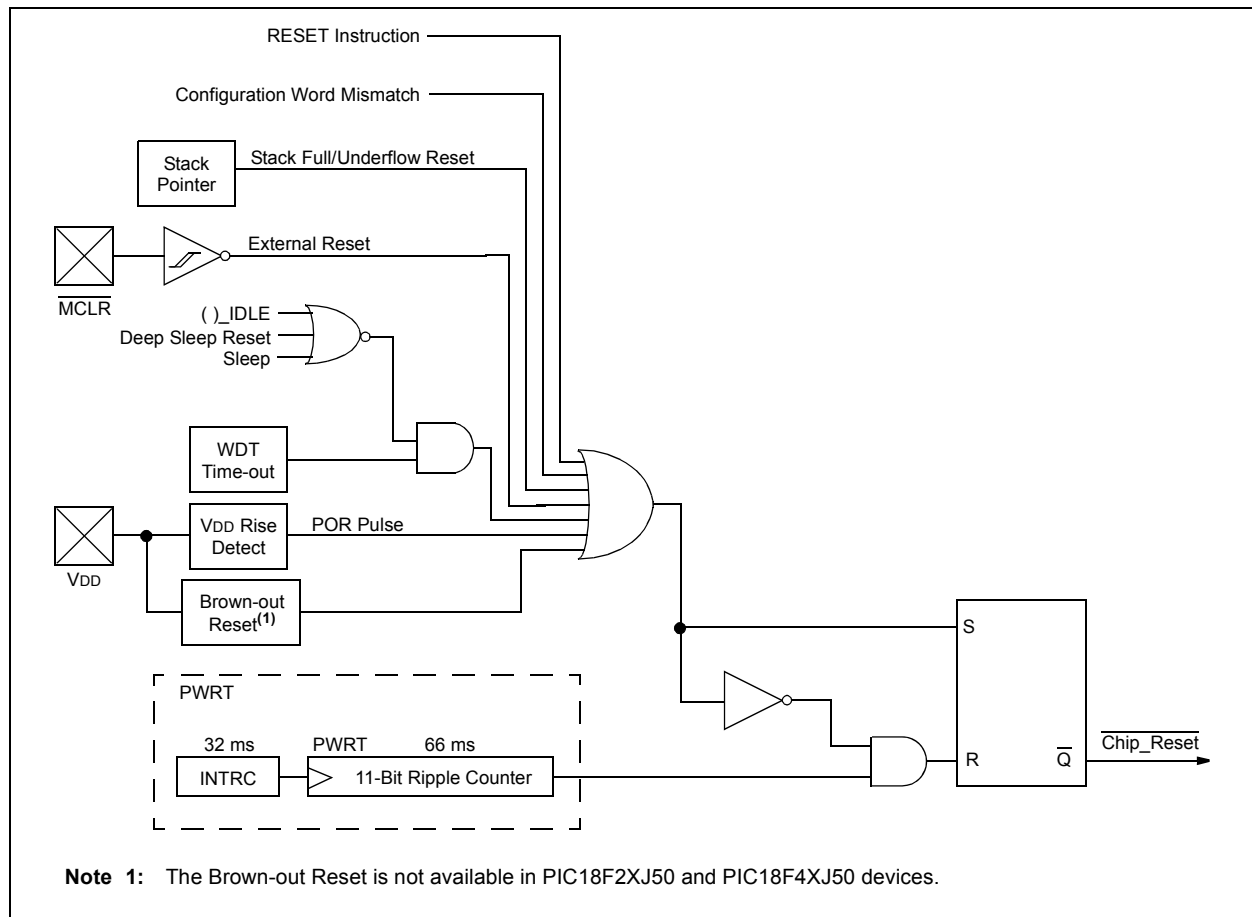 RESET Instruction
Configuration Word Mismatch
Stack
Pointer
Stack Full/Underflow Reset
External Reset
MCLR
( )_IDLE
Deep Sleep Reset
Sleep
WDT
Time-out
VDD Rise
Detect
POR Pulse
VDD
Brown-out
Reset(1)
S
PWRT
32 ms
PWRT
66 ms
INTRC
11-Bit Ripple Counter
R
Q
Chip_Reset
Note 1: The Brown-out Reset is not available in PIC18F2XJ50 and PIC18F4XJ50 devices.